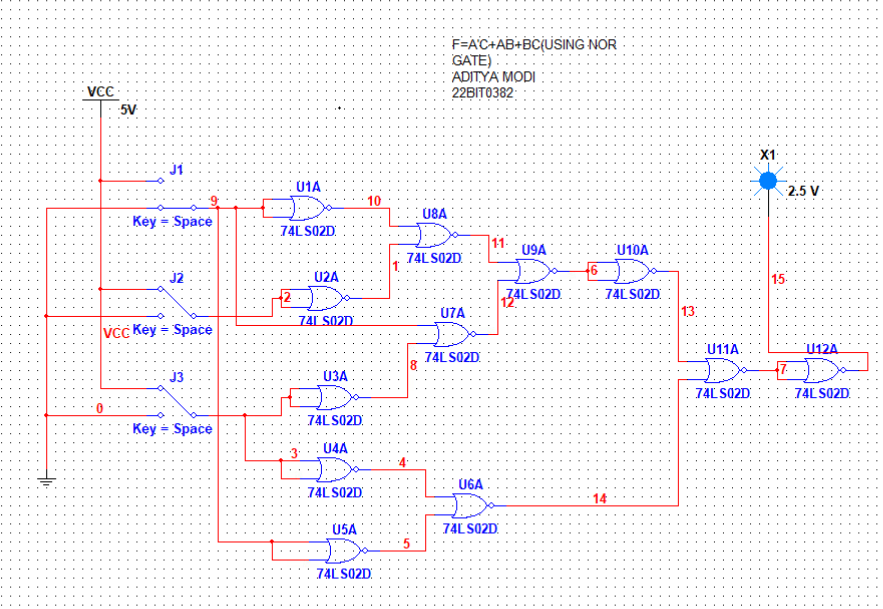 F=A'C+AB+BC(USING NOR
GATE)
ADITYA MODI
22BIT0382
VCC
5V
X1
2.5 V
J1
9
Key = Space
U1A
10
74LS02D
U8A
11
74LS02D
U9A
74LS02D
6
U10A
74LS02D
J2
VCC
Key = Space
U2A
2
74LS02D
1
U7A
12
74LS02D
15
13
U11A
74LS02D
7
U12A
74LS02D
J3
0
Key = Space
U3A
8
74LS02D
U4A
3
4
74LS02D
U6A
14
74LS02D
U5A
5
74LS02D